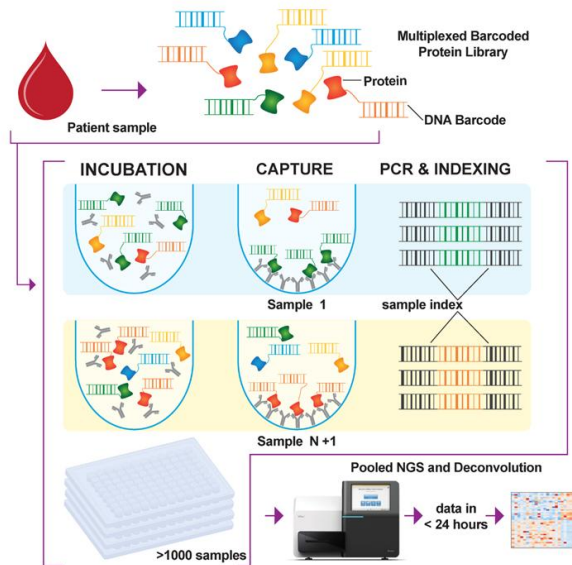 Multiplexed Barcoded
Protein Library
Protein
DNA Barcode
Patient sample
INCUBATION
CAPTURE
PCR & INDEXING
Sample 1
sample index
Sample N +1
Pooled NGS and Deconvolution
data in
< 24 hours
>1000 samples